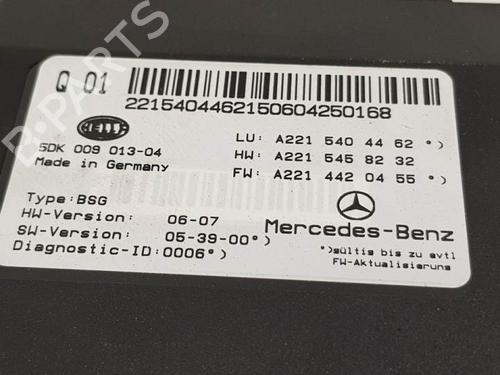 Q 01
2215404462150604250168
HELLA
5DK 009 013-04
Made in Germany
LU: A221 540 44 62 °)
HW: A221 545 82 32
FW: A221 442 04 55 °)
Type: BSG
HW-Version: 06-07
SW-Version: 05-39-00°)
Diagnostic-ID:0006°)
Mercedes-Benz
°)gültig bis zu evtl
FW-Aktualisierung
B-PARTS